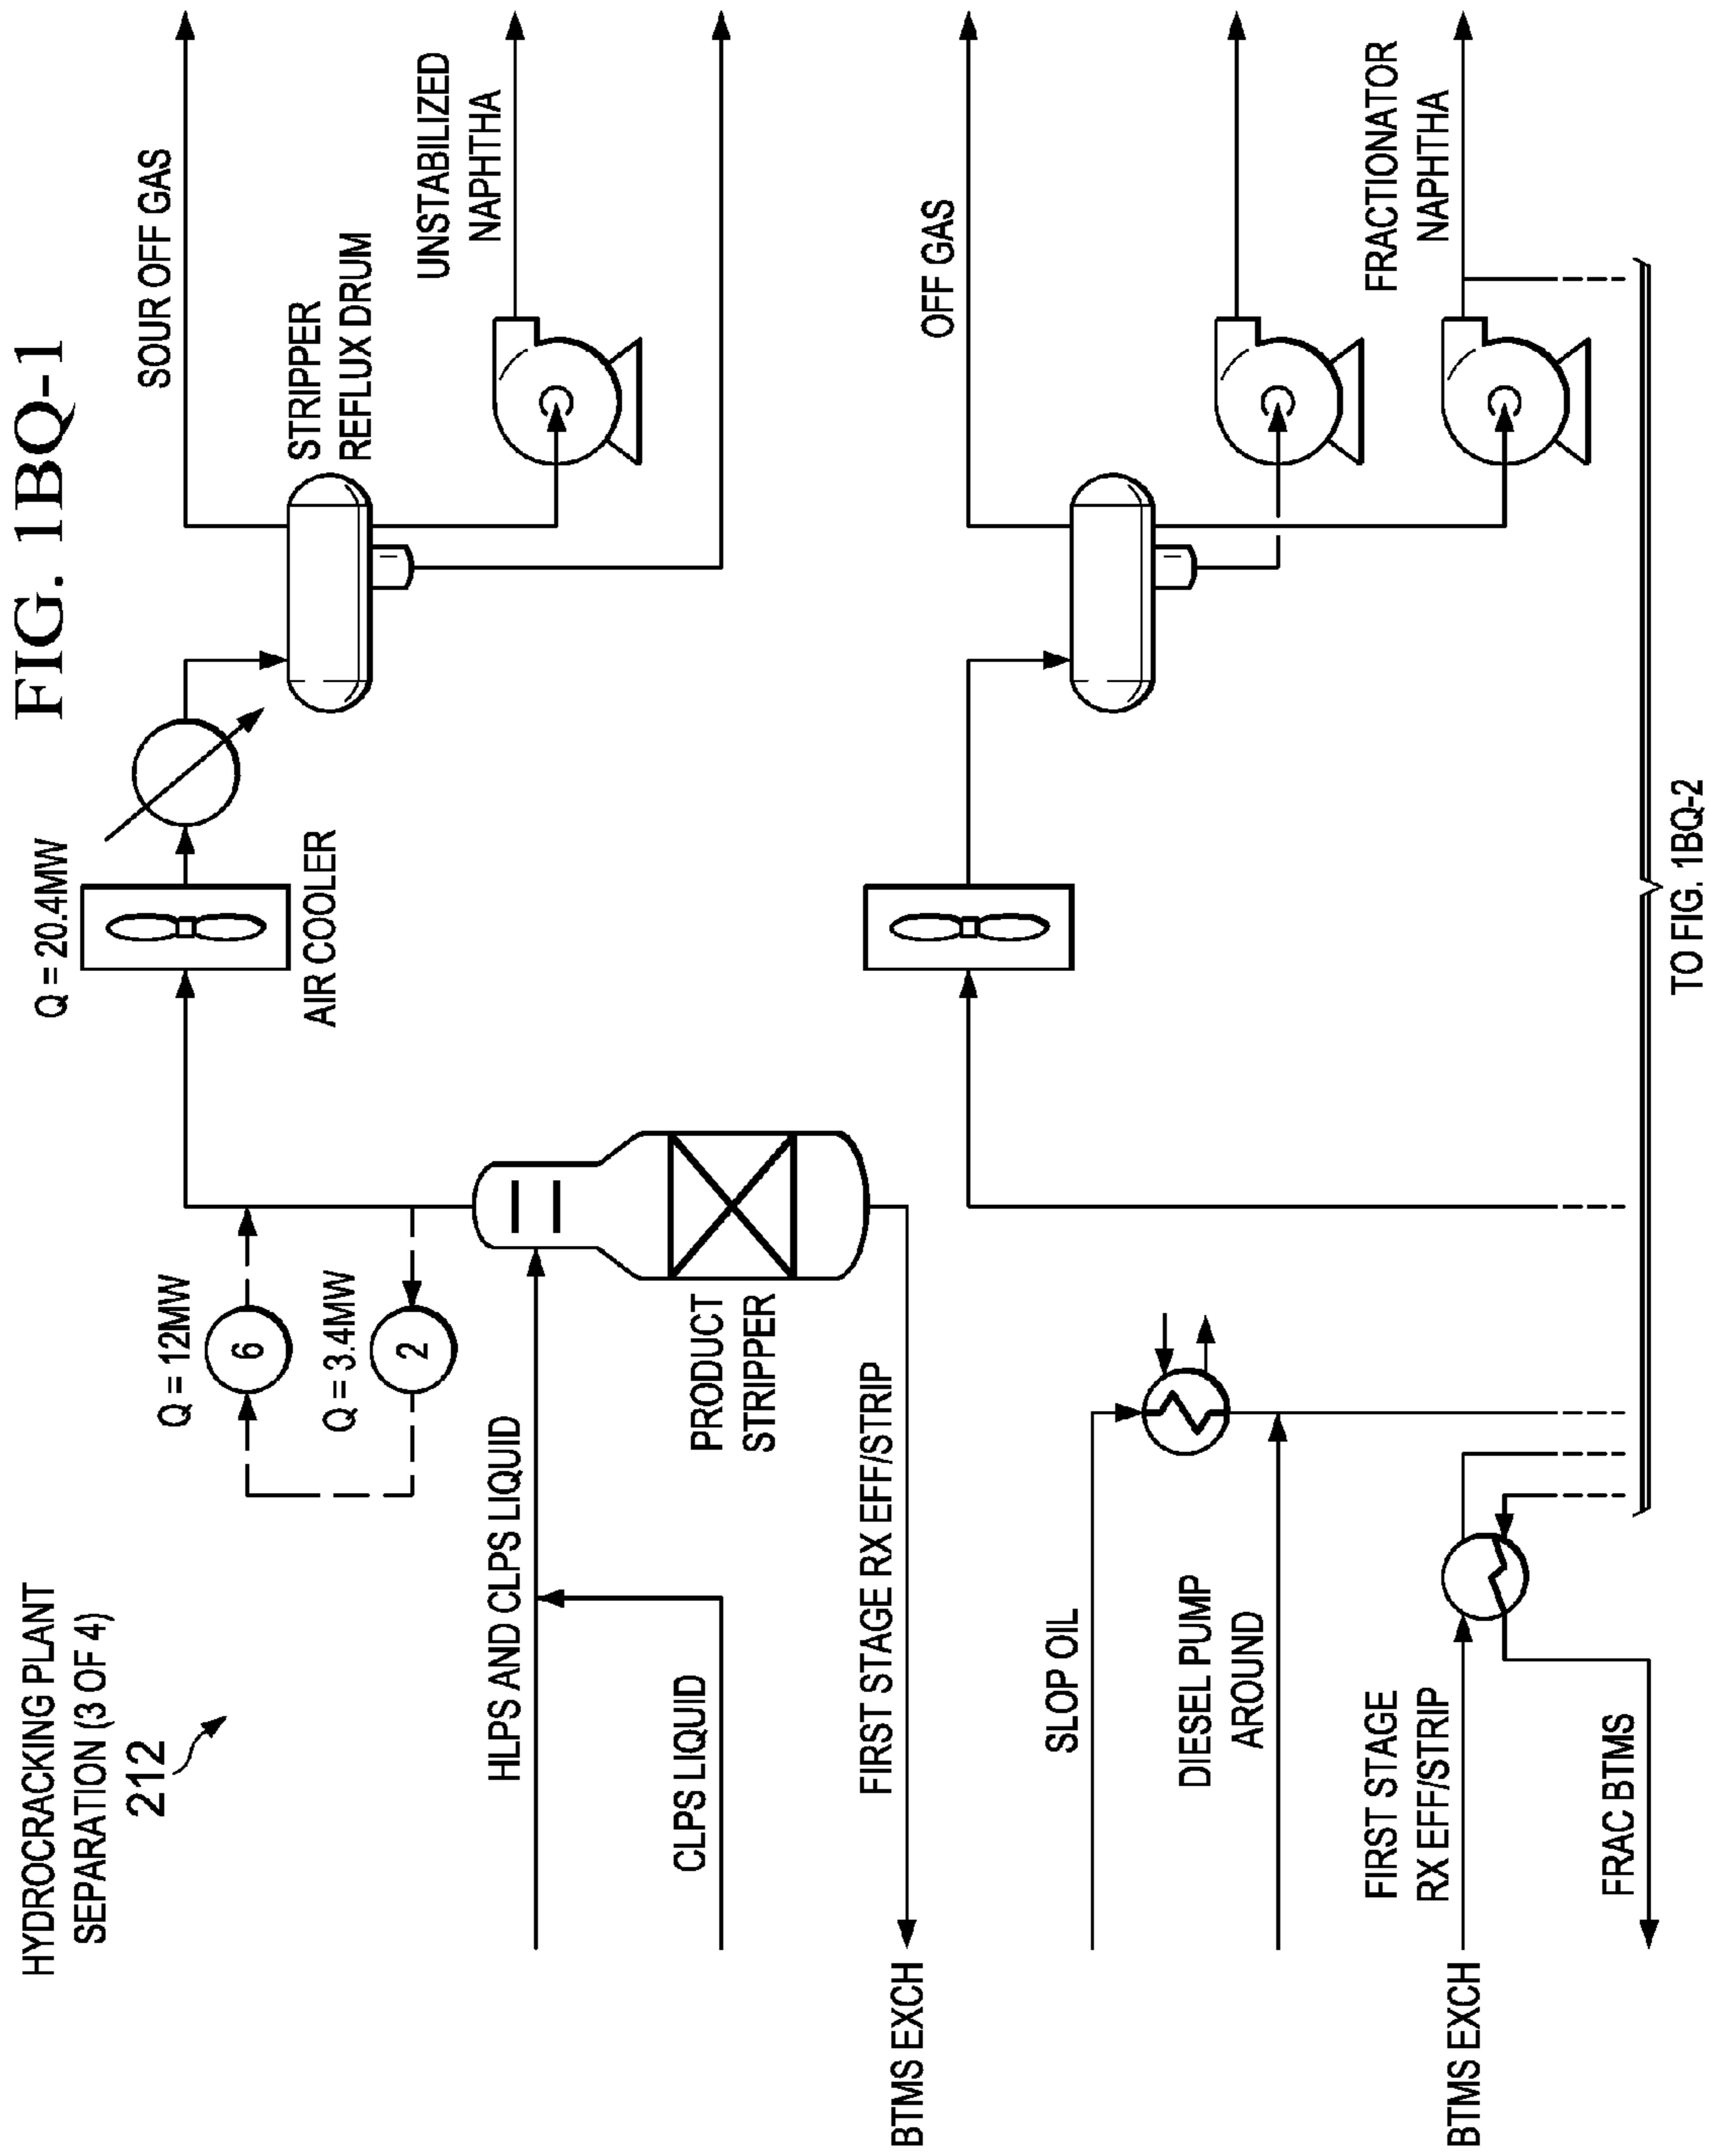 HYDROCRACKING PLANT
SEPARATION (3 OF 4)
212
FIG. 1BQ-1
Q = 12MW
6
Q = 3.4MW
2
Q = 20.4MW
AIR COOLER
SOUR OFF GAS
STRIPPER
REFLUX DRUM
UNSTABILIZED
NAPHTHA
HLPS AND CLPS LIQUID
CLPS LIQUID
PRODUCT
STRIPPER
FIRST STAGE RX EFF/STRIP
BTMS EXCH
OFF GAS
SLOP OIL
DIESEL PUMP
AROUND
FRACTIONATOR
NAPHTHA
FIRST STAGE
RX EFF/STRIP
BTMS EXCH
FRAC BTMS
TO FIG. 1BQ-2